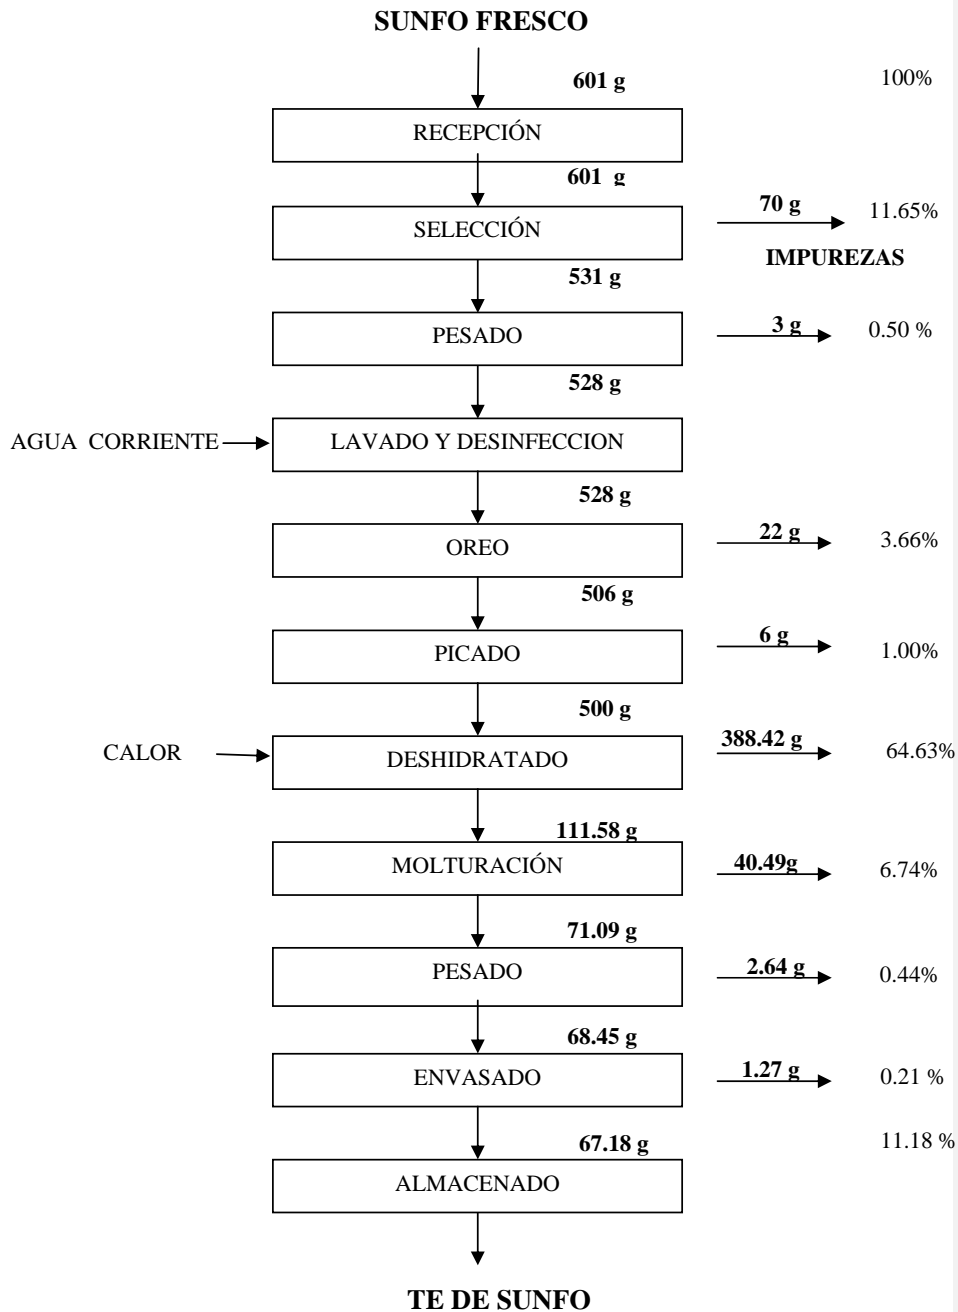 SUNFO FRESCO
601 g 100%
RECEPCIÓN
601 g
70 g 11.65%
SELECCIÓN
IMPUREZAS
531 g
3 g 0.50 %
PESADO
528 g
AGUA CORRIENTE LAVADO Y DESINFECCION
528 g
22 g 3.66%
OREO
506 g
6 g 1.00%
PICADO
500 g
388.42 g 64.63%
CALOR DESHIDRATADO
111.58 g
MOLTURACIÓN 40.49g 6.74%
71.09 g
PESADO 2.64 g 0.44%
68.45 g
ENVASADO 1.27 g 0.21 %
67.18 g 11.18 %
ALMACENADO
TE DE SUNFO